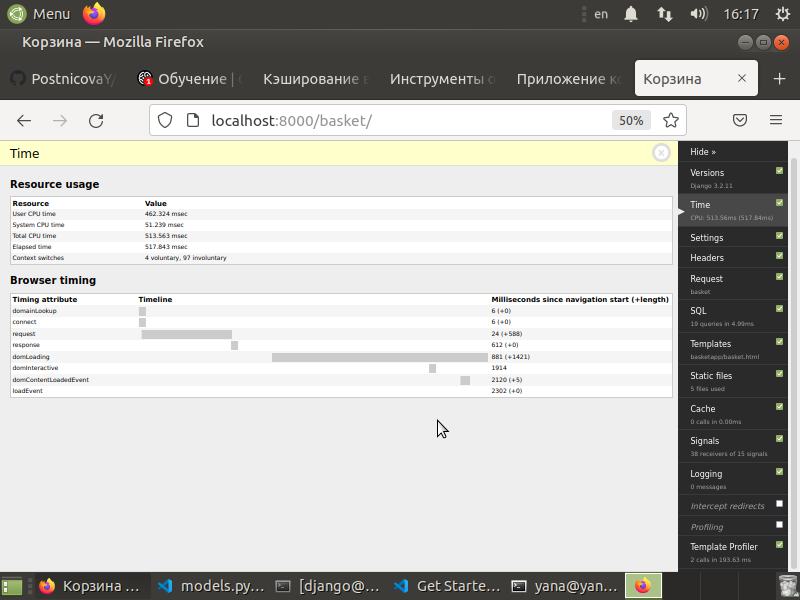 Menu
en
16:17
Корзина — Mozilla Firefox
PostnicovaY/
Обучение |
Кэширование
Инструменты
Приложение
Корзина
localhost:8000/basket/
50%
Time
Resource usage
Resource Value
User CPU time 462.324 msec
System CPU time 51.239 msec
Total CPU time 513.563 msec
Elapsed time 517.843 msec
Context switches 4 voluntary, 97 involuntary
Browser timing
Timing attribute Timeline Milliseconds since navigation start (+length)
domainLookup 6 (+0)
connect 6 (+0)
request 24 (+588)
response 612 (+0)
domLoading 881 (+1421)
domInteractive 1914
domContentLoadedEvent 2120 (+5)
loadEvent 2302 (+0)
Hide »
Versions
Django 3.2.11
Time
CPU: 513.56ms (517.84ms)
Settings
Headers
Request
basket
SQL
19 queries in 4.99ms
Templates
basketapp/basket.html
Static files
5 files used
Cache
0 calls in 0.00ms
Signals
38 receivers of 15 signals
Logging
0 messages
Intercept redirects
Profiling
Template Profiler
2 calls in 193.63 ms
Корзина ...
models.py...
[django@...
Get Starte...
yana@yan...